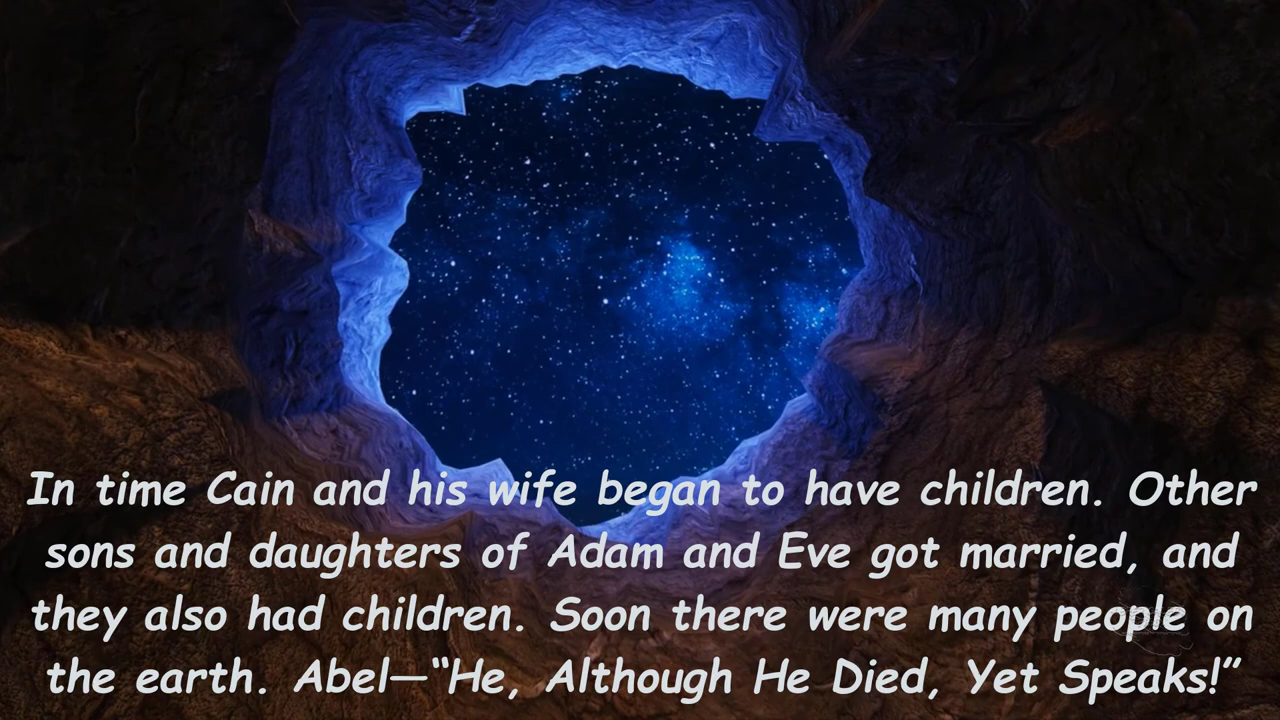 In time Cain and his wife began to have children. Other
sons and daughters of Adam and Eve got married, and
they also had children. Soon there were many people on
the earth. Abel—“He, Although He Died, Yet Speaks!”